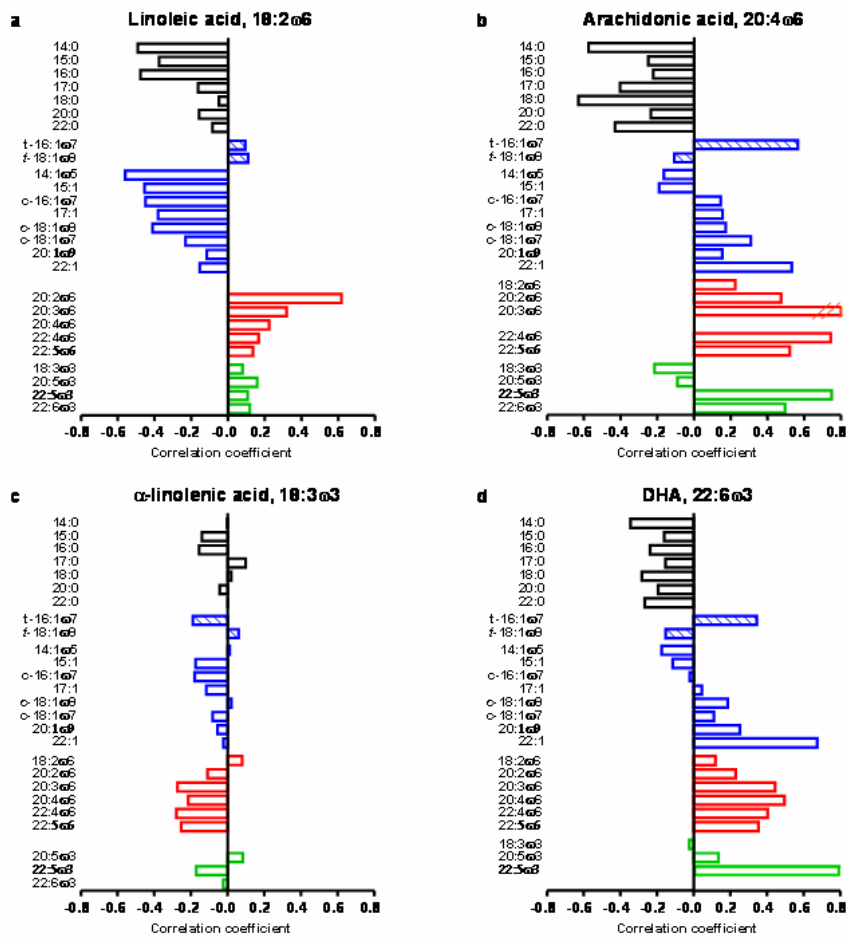 a Linoleic acid, 18:2ω6
14:0
15:0
16:0
17:0
18:0
20:0
22:0
t-16:1ω7
t-18:1ω9
14:1ω5
15:1
c-16:1ω7
17:1
c-18:1ω9
c-18:1ω7
20:1ω9
22:1
20:2ω6
20:3ω6
20:4ω6
22:4ω6
22:5ω6
18:3ω3
20:5ω3
22:5ω3
22:6ω3
-0.8 -0.6 -0.4 -0.2 -0.0 0.2 0.4 0.6 0.8
Correlation coefficient
b Arachidonic acid, 20:4ω6
14:0
15:0
16:0
17:0
18:0
20:0
22:0
t-16:1ω7
t-18:1ω9
14:1ω5
15:1
c-16:1ω7
17:1
c-18:1ω9
c-18:1ω7
20:1ω9
22:1
18:2ω6
20:2ω6
20:3ω6
22:4ω6
22:5ω6
18:3ω3
20:5ω3
22:5ω3
22:6ω3
-0.8 -0.6 -0.4 -0.2 -0.0 0.2 0.4 0.6 0.8
Correlation coefficient
c α-linolenic acid, 18:3ω3
14:0
15:0
16:0
17:0
18:0
20:0
22:0
t-16:1ω7
t-18:1ω9
14:1ω5
15:1
c-16:1ω7
17:1
c-18:1ω9
c-18:1ω7
20:1ω9
22:1
18:2ω6
20:2ω6
20:3ω6
20:4ω6
22:4ω6
22:5ω6
20:5ω3
22:5ω3
22:6ω3
-0.8 -0.6 -0.4 -0.2 -0.0 0.2 0.4 0.6 0.8
Correlation coefficient
d DHA, 22:6ω3
14:0
15:0
16:0
17:0
18:0
20:0
22:0
t-16:1ω7
t-18:1ω9
14:1ω5
15:1
c-16:1ω7
17:1
c-18:1ω9
c-18:1ω7
20:1ω9
22:1
18:2ω6
20:2ω6
20:3ω6
20:4ω6
22:4ω6
22:5ω6
18:3ω3
20:5ω3
22:5ω3
-0.8 -0.6 -0.4 -0.2 -0.0 0.2 0.4 0.6 0.8
Correlation coefficient